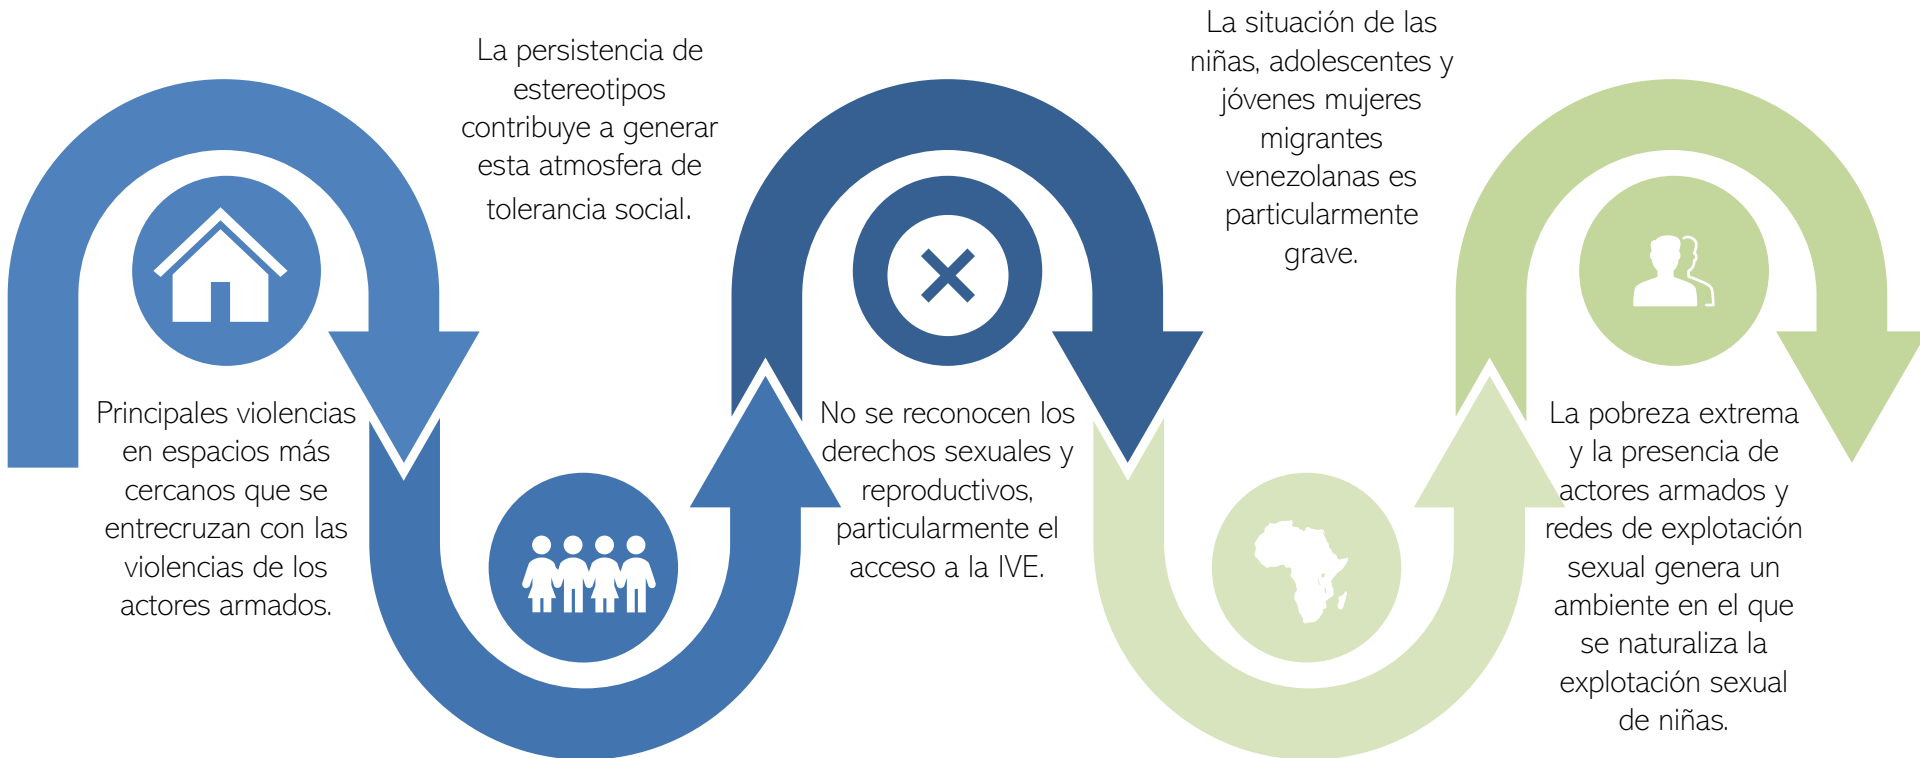 Principales violencias
en espacios más
cercanos que se
entrecruzan con las
violencias de los
actores armados.
La persistencia de
estereotipos
contribuye a generar
esta atmosfera de
tolerancia social.
No se reconocen los
derechos sexuales y
reproductivos,
particularmente el
acceso a la IVE.
La situación de las
niñas, adolescentes y
jóvenes mujeres
migrantes
venezolanas es
particularmente
grave.
La pobreza extrema
y la presencia de
actores armados y
redes de explotación
sexual genera un
ambiente en el que
se naturaliza la
explotación sexual
de niñas.